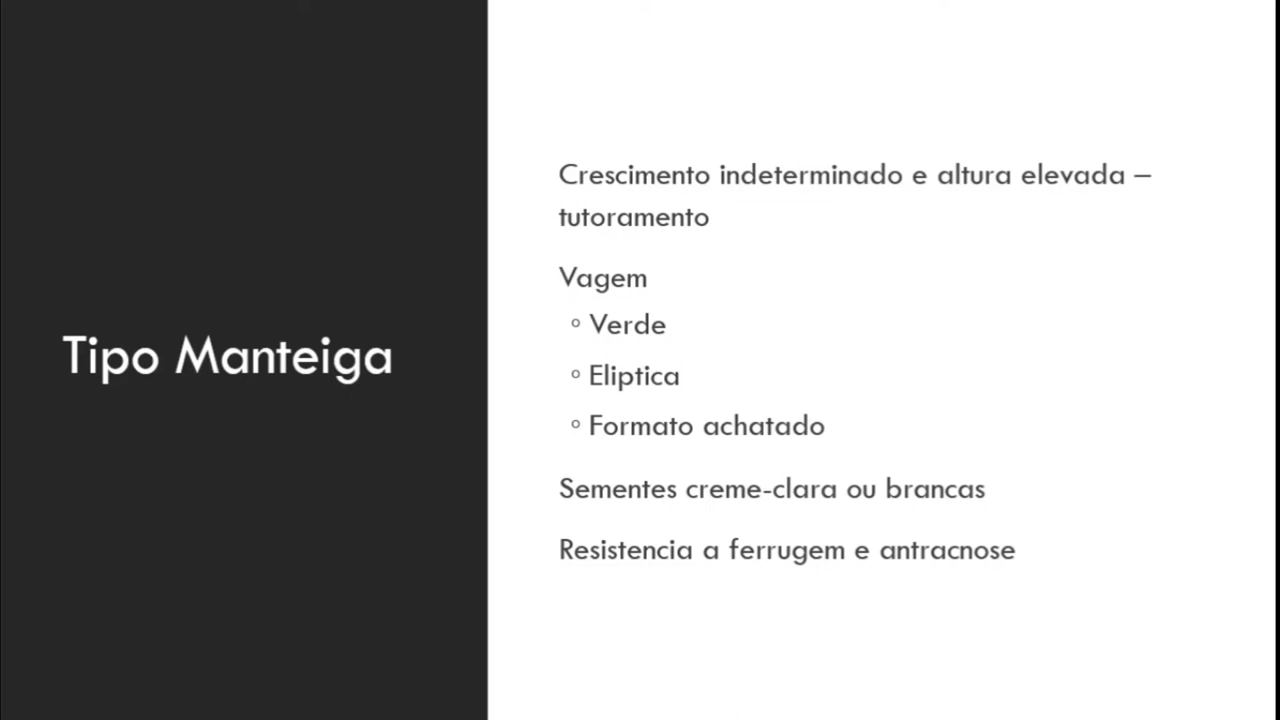 Tipo Manteiga
Crescimento indeterminado e altura elevada –
tutoramento
Vagem
◦ Verde
◦ Eliptica
◦ Formato achatado
Sementes creme-clara ou brancas
Resistencia a ferrugem e antracnose